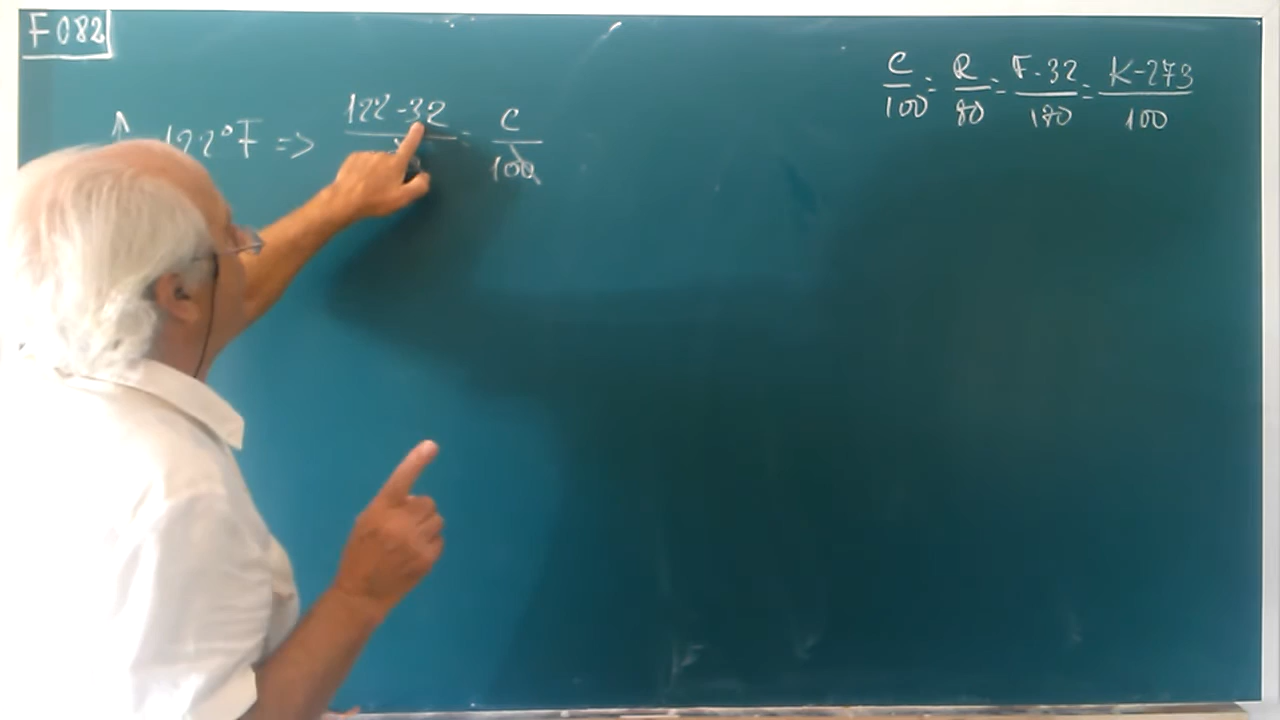 F082
C/100 = R/80 = F-32/180 = K-273/100
122°F => 122-32 = C/100